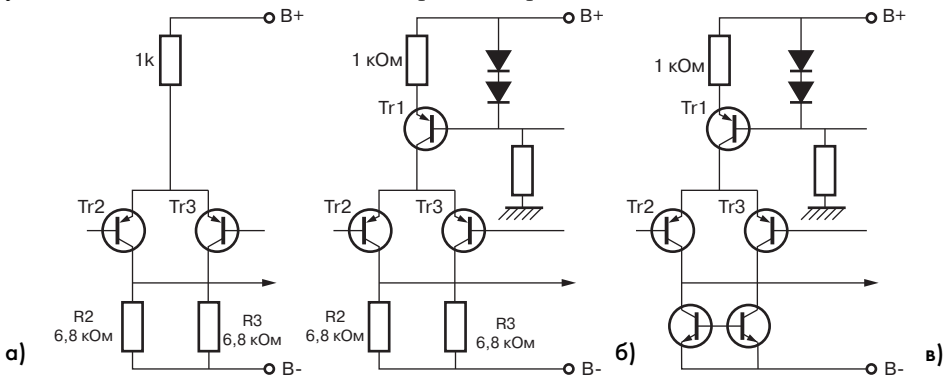 B+
1k
Tr2
Tr3
R2
6,8 кОм
R3
6,8 кОм
B-
а)
B+
1 кОм
Tr1
Tr2
Tr3
R2
6,8 кОм
R3
6,8 кОм
B-
б)
B+
1 кОм
Tr1
Tr2
Tr3
B-
в)